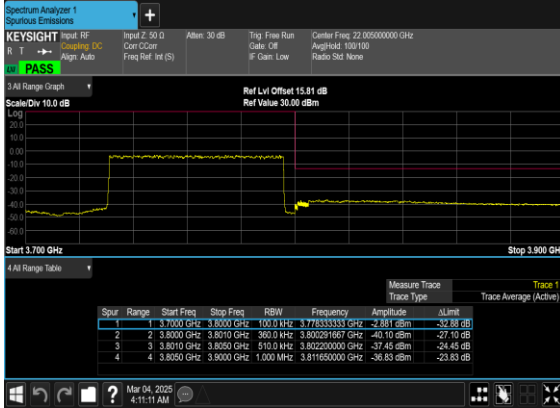 Spectrum Analyzer 1
Spurious Emissions
+
KEYSIGHT Input: RF Input Z: 50 Ω Atten: 30 dB Trig: Free Run Center Freq: 22.005000000 GHz
R T Coupling: DC Corr CCorr Gate: Off Avg|Hold: 100/100
Align: Auto Freq Ref: Int (S) IF Gain: Low Radio Std: None
PASS
3 All Range Graph
Ref Lvl Offset 15.81 dB
Scale/Div 10.0 dB Ref Value 30.00 dBm
Log
20.0
10.0
0.00
-10.0
-20.0
-30.0
-40.0
-50.0
-60.0
Start 3.700 GHz Stop 3.900 GH
4 All Range Table
Measure Trace Trace 1
Trace Type Trace Average (Active)
Spur Range Start Freq Stop Freq RBW Frequency Amplitude ΔLimit
1 1 3.7000 GHz 3.8000 GHz 100.0 kHz 3.778333333 GHz -2.881 dBm -32.88 dB
2 2 3.8000 GHz 3.8010 GHz 360.0 kHz 3.800291667 GHz -40.10 dBm -27.10 dB
3 3 3.8010 GHz 3.8050 GHz 510.0 kHz 3.802200000 GHz -37.45 dBm -24.45 dB
4 4 3.8050 GHz 3.9000 GHz 1.000 MHz 3.811650000 GHz -36.83 dBm -23.83 dB
?
Mar 04, 2025
4:11:11 AM